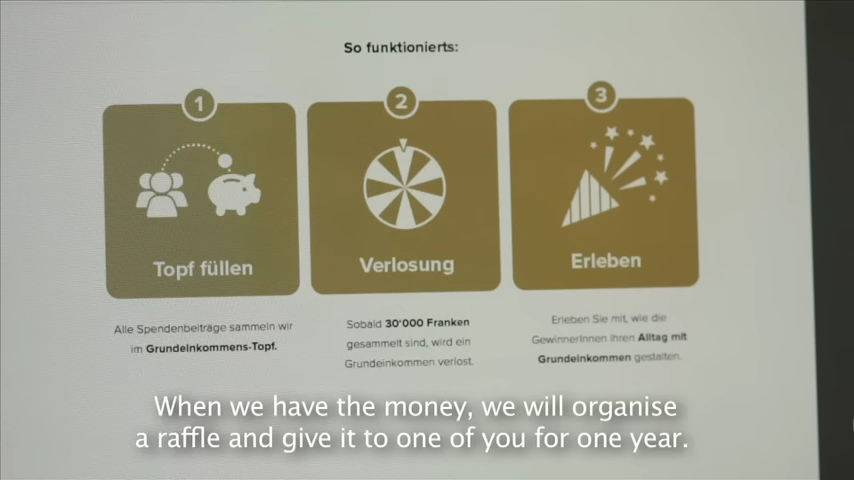 So funktionierts:
1
2
3
Topf füllen
Verlosung
Erleben
Alle Spendenbeiträge sammeln wir
im Grundeinkommens-Topf.
Sobald 30'000 Franken
gesammelt sind, wird ein
Grundeinkommen verlost.
Erleben Sie mit, wie die
GewinnerInnen ihren Alltag mit
Grundeinkommen gestalten.
When we have the money, we will organise
a raffle and give it to one of you for one year.